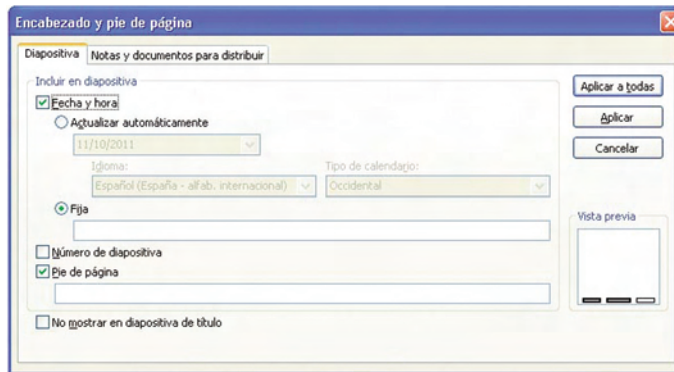 Encabezado y pie de página
Diapositiva Notas y documentos para distribuir
Incluir en diapositiva
Fecha y hora
Actualizar automáticamente
11/10/2011
Idioma: Tipo de calendario:
Español (España - alfab. internacional) Occidental
Fija
Número de diapositiva
Pie de página
No mostrar en diapositiva de título
Aplicar a todas
Aplicar
Cancelar
Vista previa